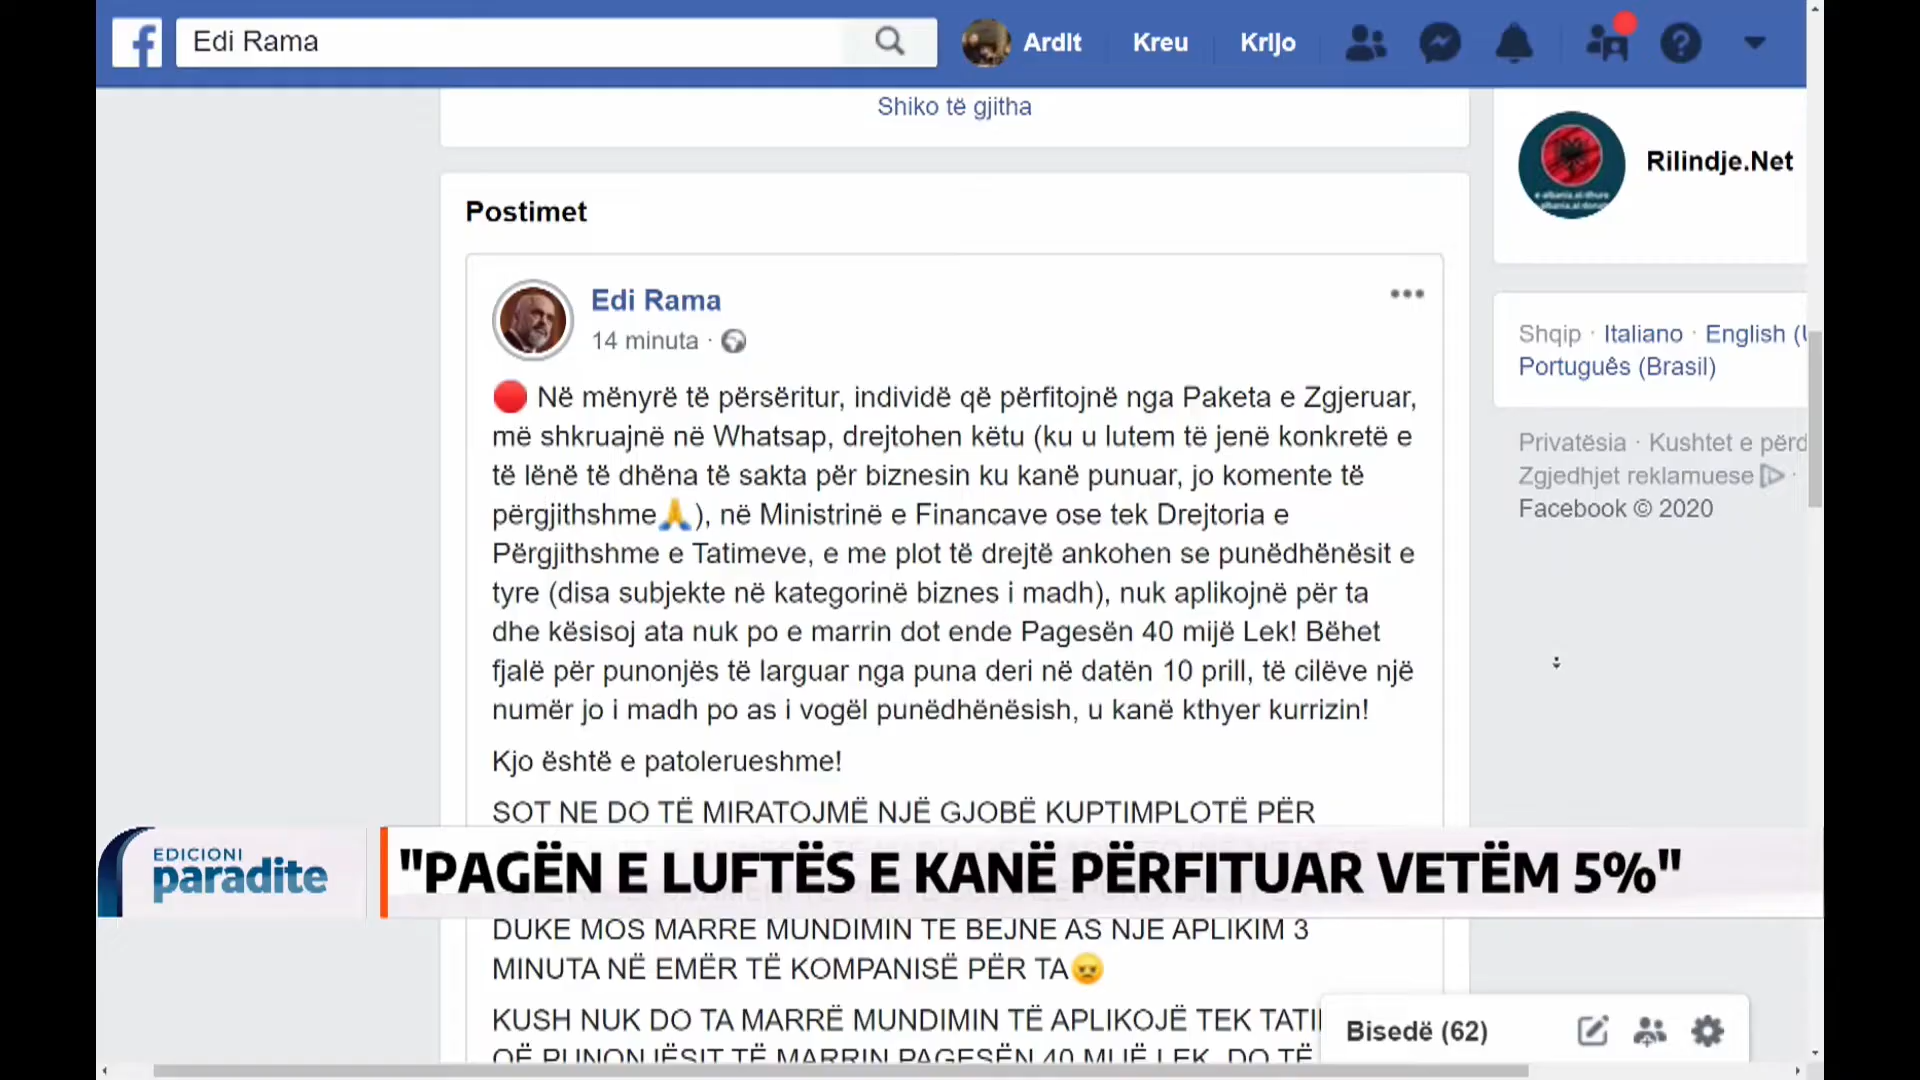 Edi Rama
ArdIt
Kreu
KrIjo
Shiko të gjitha
Rilindje.Net
Postimet
Edi Rama
14 minuta ·
Në mënyrë të përsëritur, individë që përfitojnë nga Paketa e Zgjeruar,
më shkruajnë në Whatsap, drejtohen këtu (ku u lutem të jenë konkretë e
të lënë të dhëna të sakta për biznesin ku kanë punuar, jo komente të
përgjithshme🙏), në Ministrinë e Financave ose tek Drejtoria e
Përgjithshme e Tatimeve, e me plot të drejtë ankohen se punëdhënësit e
tyre (disa subjekte në kategorinë biznes i madh), nuk aplikojnë për ta
dhe kësisoj ata nuk po e marrin dot ende Pagesën 40 mijë Lek! Bëhet
fjalë për punonjës të larguar nga puna deri në datën 10 prill, të cilëve një
numër jo i madh po as i vogël punëdhënësish, u kanë kthyer kurrizin!
Kjo është e patolerueshme!
SOT NE DO TË MIRATOJMË NJË GJOBË KUPTIMPLOTË PËR
DUKE MOS MARRË MUNDIMIN TË BËJNË AS NJË APLIKIM 3
MINUTA NË EMËR TË KOMPANISË PËR TA
KUSH NUK DO TA MARRË MUNDIMIN TË APLIKOJË TEK
QË PUNONJËSIT TË MARRIN PAGESËN 40 MIJË LEK, DO TË
Shqip · Italiano · English
Português (Brasil)
Privatësia · Kushtet e
Zgjedhjet reklamuese ·
Facebook © 2020
EDICIONI
paradite
"PAGËN E LUFTËS E KANË PËRFITUAR VETËM 5%"
Bisedë (62)